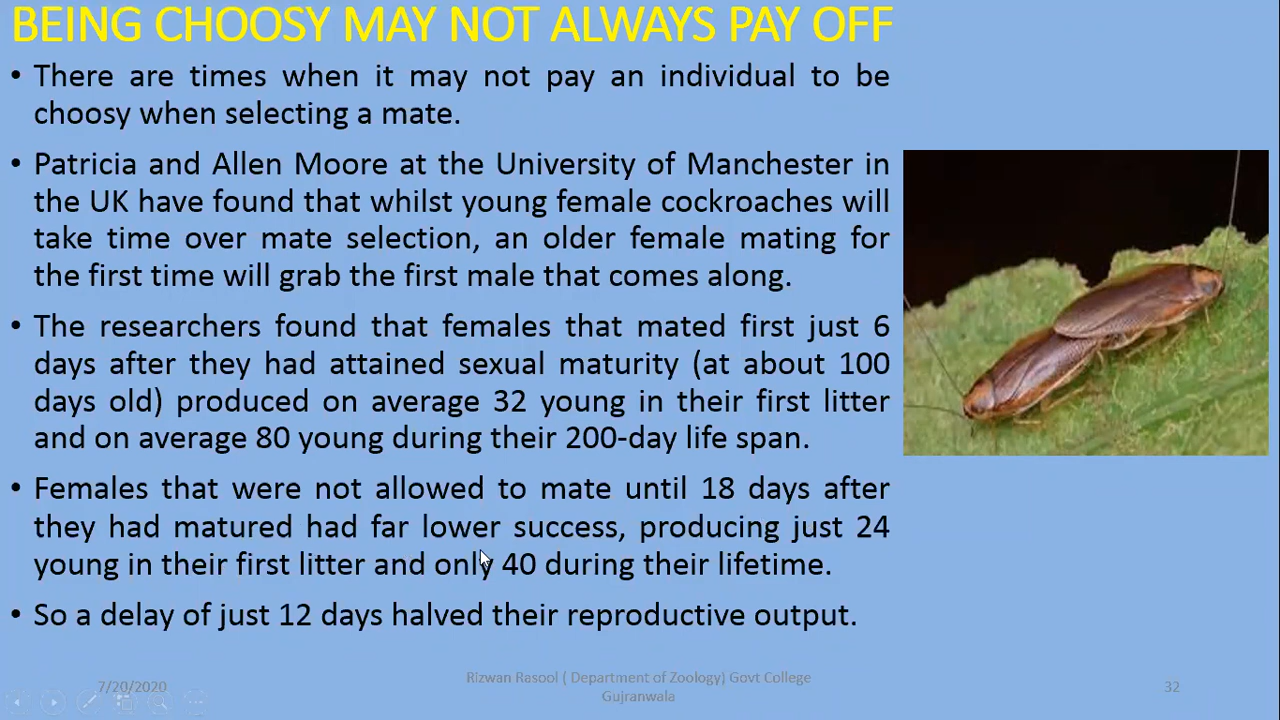 BEING CHOOSY MAY NOT ALWAYS PAY OFF
• There are times when it may not pay an individual to be
choosy when selecting a mate.
• Patricia and Allen Moore at the University of Manchester in
the UK have found that whilst young female cockroaches will
take time over mate selection, an older female mating for
the first time will grab the first male that comes along.
• The researchers found that females that mated first just 6
days after they had attained sexual maturity (at about 100
days old) produced on average 32 young in their first litter
and on average 80 young during their 200-day life span.
• Females that were not allowed to mate until 18 days after
they had matured had far lower success, producing just 24
young in their first litter and only 40 during their lifetime.
• So a delay of just 12 days halved their reproductive output.
7/20/2020
Rizwan Rasool ( Department of Zoology) Govt College
Gujranwala
32